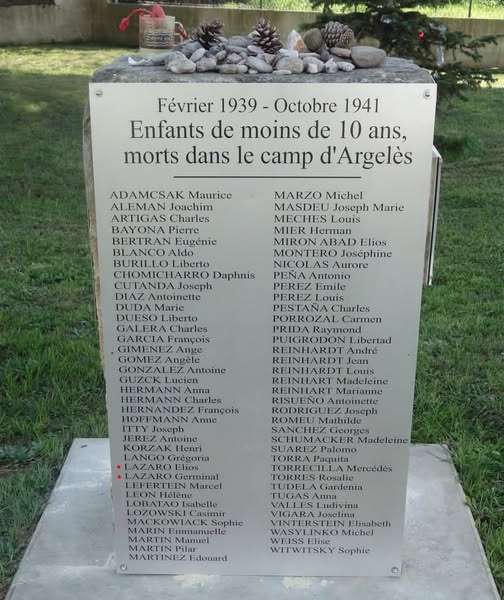 Février 1939 - Octobre 1941
Enfants de moins de 10 ans,
morts dans le camp d'Argelès
ADAMCSAK Maurice
ALEMAN Joachim
ARTIGAS Charles
BAYONA Pierre
BERTRAN Eugénie
BLANCO Aldo
BURILLO Liberto
CHOMICHARRO Daphnis
CUTANDA Joseph
DIAZ Antoinette
DUDA Marie
DUESO Liberto
GALERA Charles
GARCIA François
GIMENEZ Ange
GOMEZ Angèle
GONZALEZ Antoine
GUZCK Lucien
HERMANN Anna
HERMANN Charles
HERNANDEZ François
HOFFMANN Anne
ITTY Joseph
JEREZ Antoine
KORZAK Henri
LANGO Grégoria
LAZARO Elios
LAZARO Germinal
LEFERTEIN Marcel
LEON Hélène
LOBATAO Isabelle
LOZOWSKI Casimir
MACKOWIACK Sophie
MARIN Emmanuelle
MARTIN Manuel
MARTIN Pilar
MARTINEZ Edouard
MARZO Michel
MASDEU Joseph Marie
MECHES Louis
MIER Herman
MIRON ABAD Elios
MONTERO Joséphine
NICOLAS Aurore
PEÑA Antonio
PEREZ Emile
PEREZ Louis
PESTAÑA Charles
PORROZAL Carmen
PRIDA Raymond
PUIGRODON Libertad
REINHARDT André
REINHARDT Jean
REINHARDT Louis
REINHART Madeleine
REINHART Marianne
RISUEÑO Antoinette
RODRIGUEZ Joseph
ROMEU Mathilde
SANCHEZ Georges
SCHUMACKER Madeleine
SUAREZ Palomo
TORRA Paquita
TORRECILLA Mercédès
TORRES Rosalie
TUDELA Gardenia
TUGAS Anna
VALLES Ludivina
VIGARA Joselina
VINTERSTEIN Elisabeth
WASYLINKO Michel
WEISS Elise
WITWITSKY Sophie